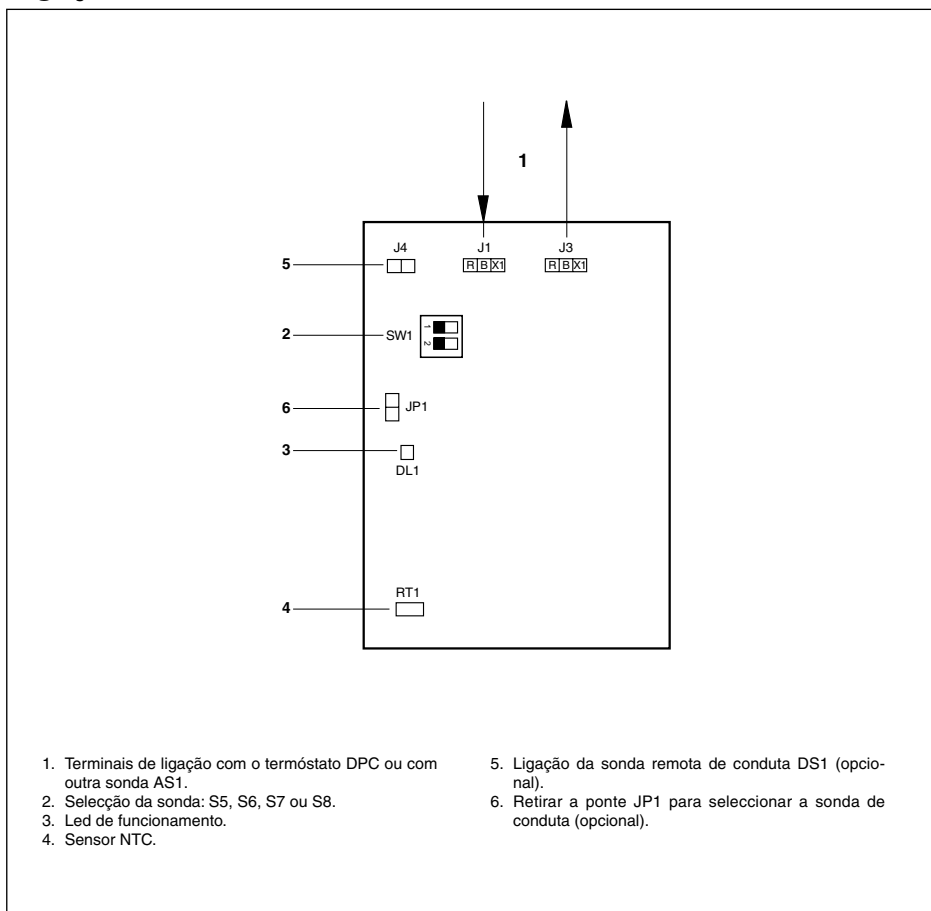 1
J4 J1 J3
5 R B X1 R B X1
2 SW1 1
2
6 JP1
3
DL1
RT1
4
1. Terminais de ligação com o termóstato DPC ou com
outra sonda AS1.
2. Selecção da sonda: S5, S6, S7 ou S8.
3. Led de funcionamento.
4. Sensor NTC.
5. Ligação da sonda remota de conduta DS1 (opcio-
nal).
6. Retirar a ponte JP1 para seleccionar a sonda de
conduta (opcional).